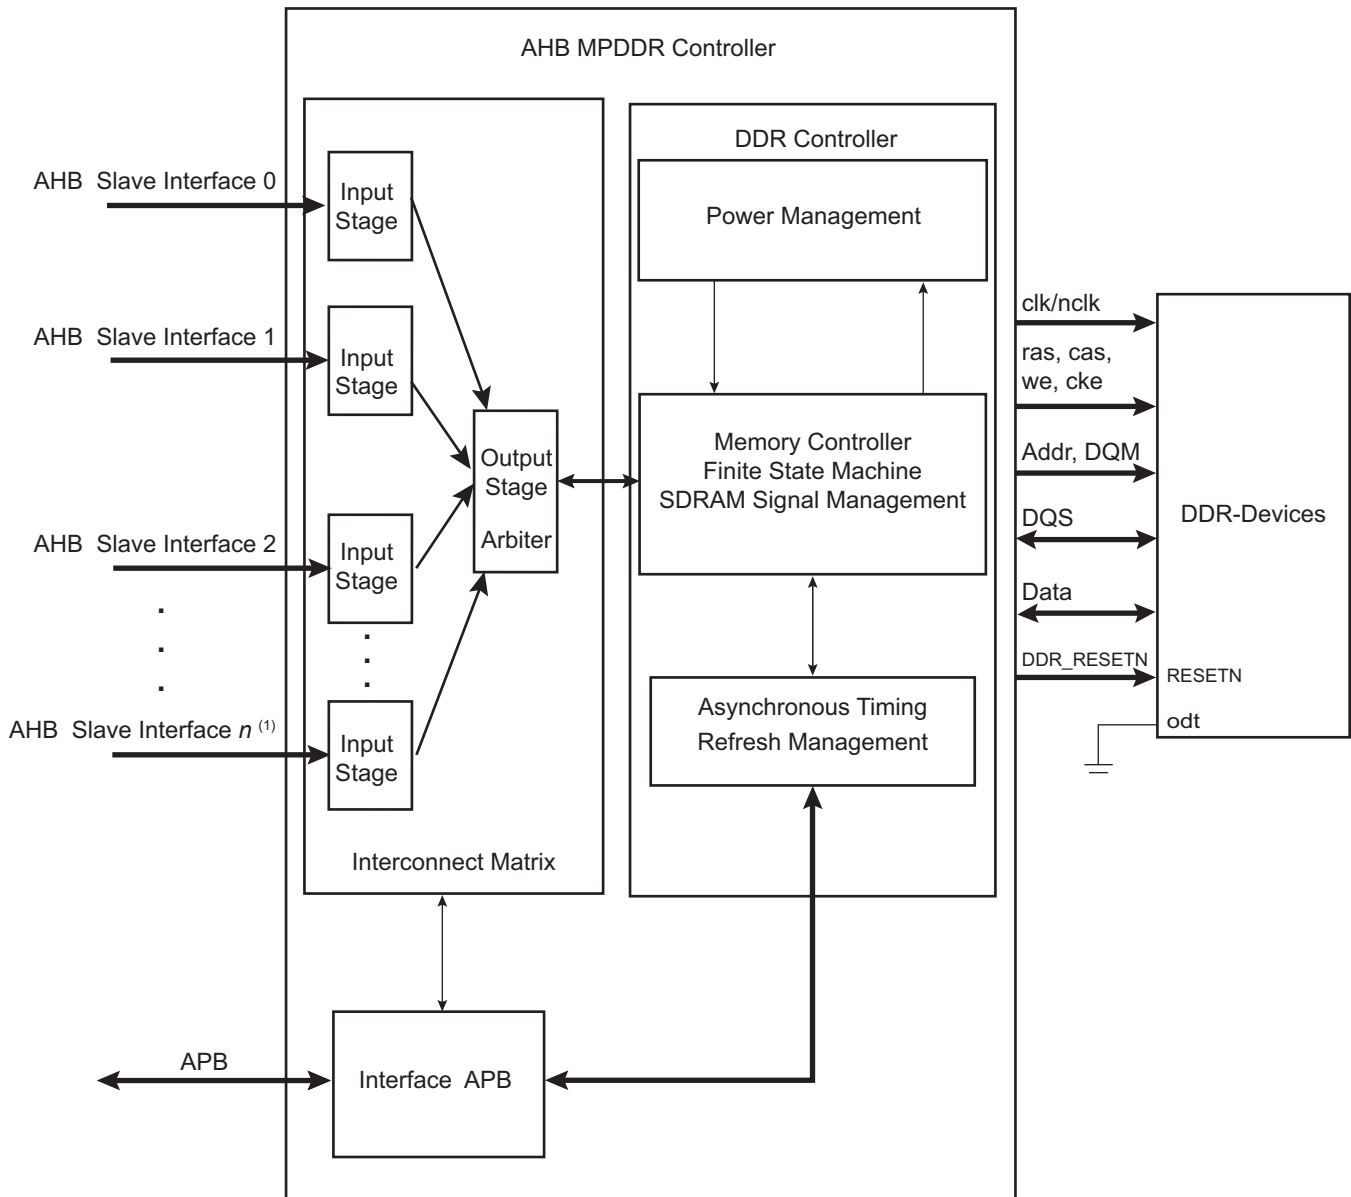 AHB MPDDR Controller
DDR Controller
AHB Slave Interface 0
Input
Stage
Power Management
AHB Slave Interface 1
Input
Stage
clk/nclk
ras, cas,
we, cke
Output
Stage
Arbiter
Memory Controller
Finite State Machine
SDRAM Signal Management
Addr, DQM
DQS
DDR-Devices
AHB Slave Interface 2
Input
Stage
Data
.
.
.
.
.
.
DDR_RESETN
RESETN
odt
AHB Slave Interface n (1)
Input
Stage
Asynchronous Timing
Refresh Management
Interconnect Matrix
APB
Interface APB